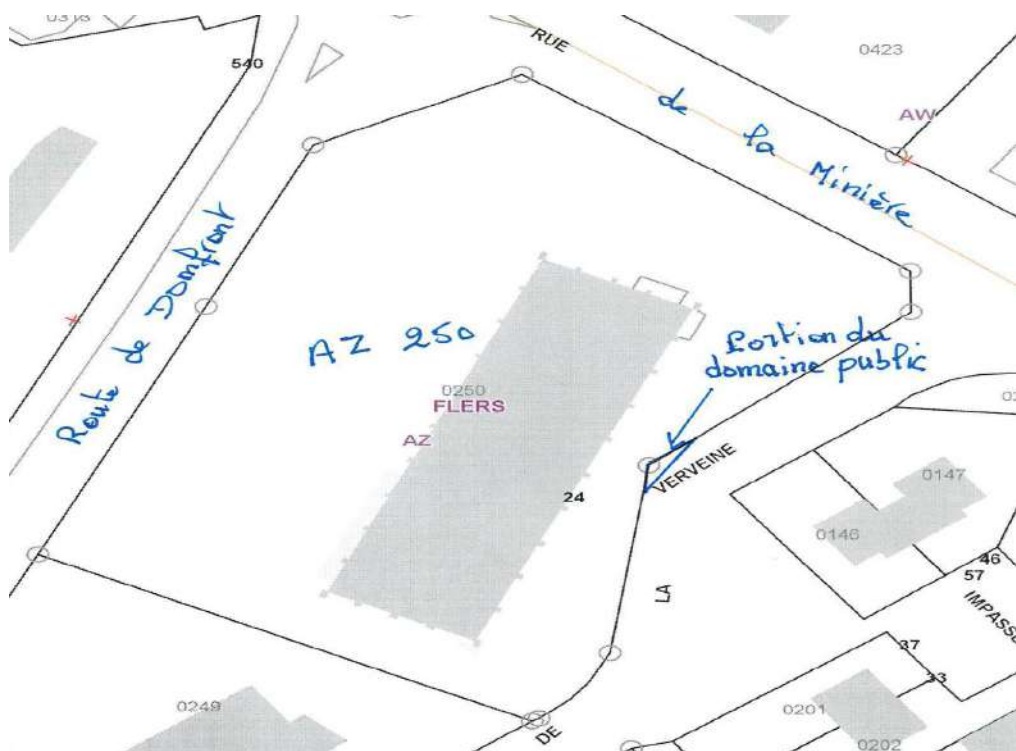 0313
540
RUE
de la Minière
0423
AW
Route de Domfront
AZ 250
0250
FLERS
AZ
24
Portion du
domaine public
VERVEINE
LA
DE
0147
0146
46
57
IMPASSE
37
33
0201
0202
0249